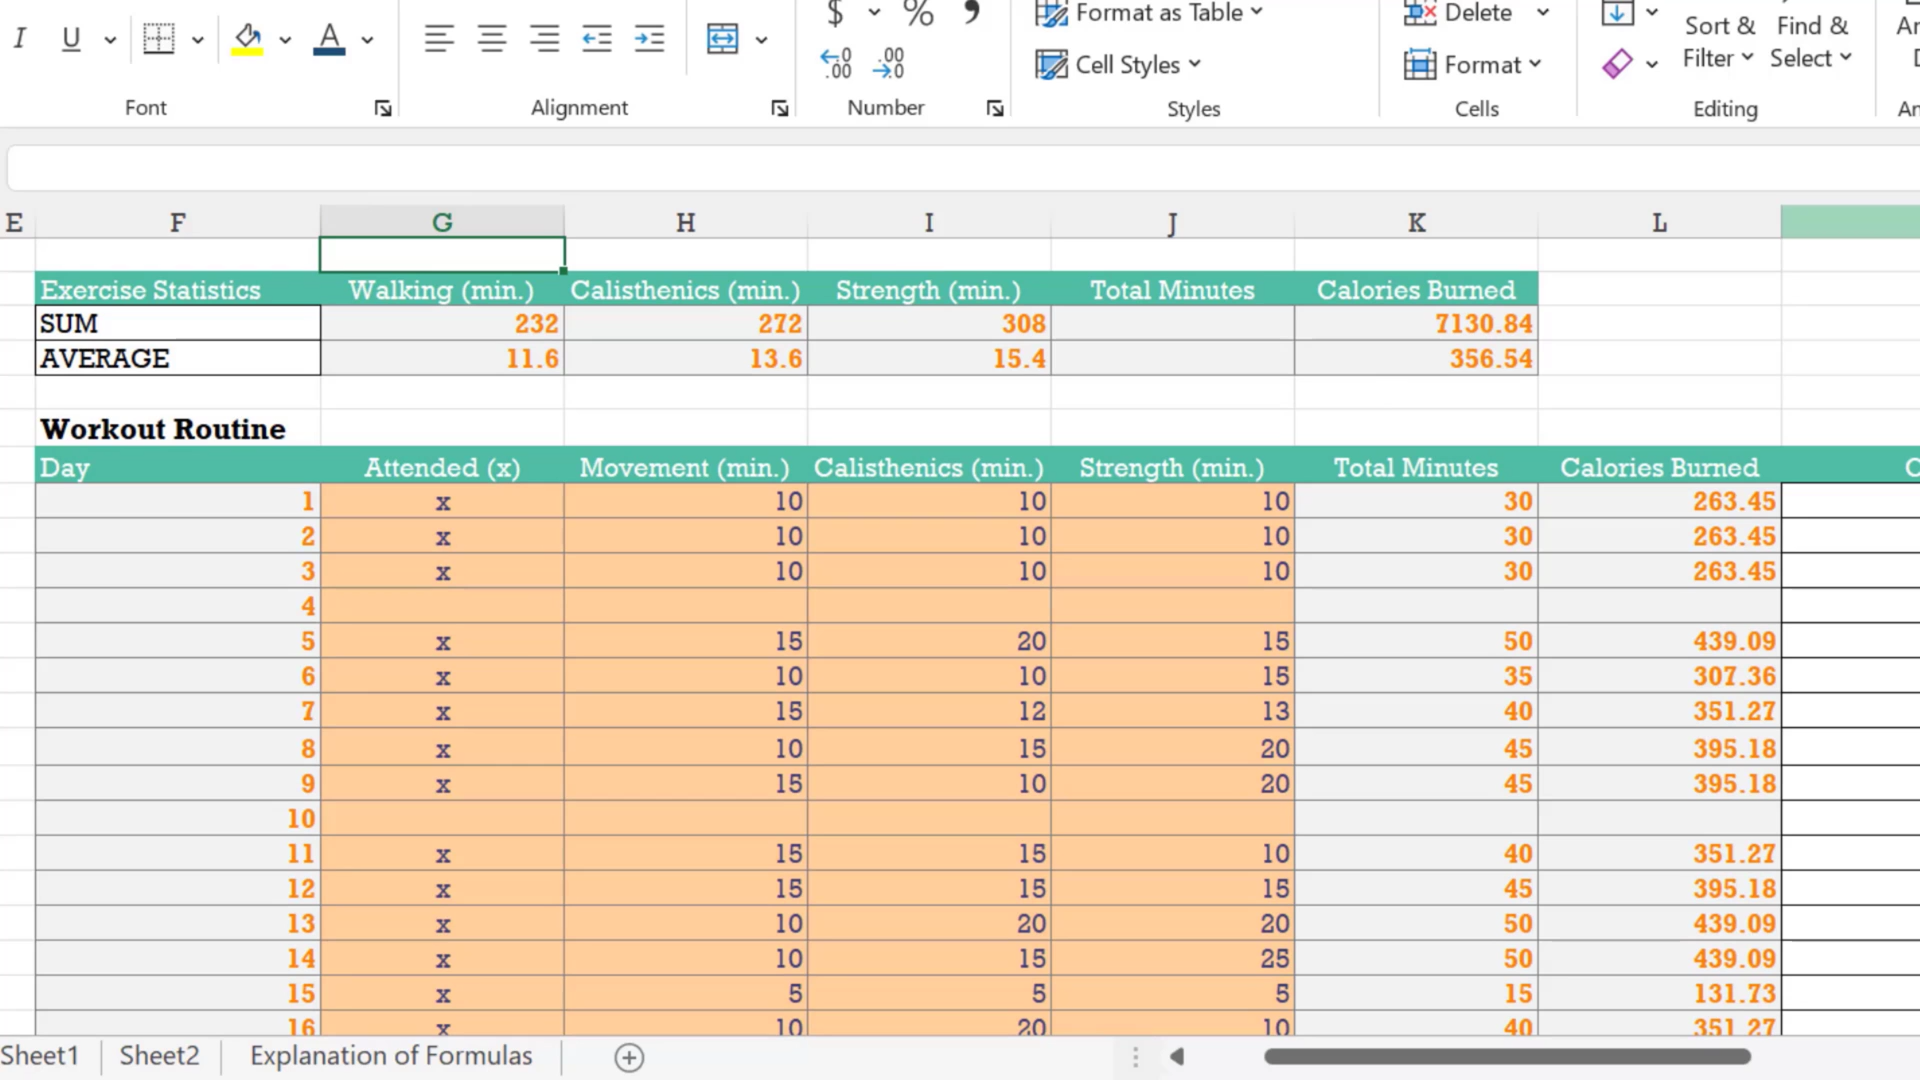 I U A $ % , Format as Table Delete Sort & Find &
.00 .00 Cell Styles Format Filter Select
Font Alignment Number Styles Cells Editing
E F G H I J K L
Exercise Statistics Walking (min.) Calisthenics (min.) Strength (min.) Total Minutes Calories Burned
SUM 232 272 308 7130.84
AVERAGE 11.6 13.6 15.4 356.54
Workout Routine
Day Attended (x) Movement (min.) Calisthenics (min.) Strength (min.) Total Minutes Calories Burned
1 x 10 10 10 30 263.45
2 x 10 10 10 30 263.45
3 x 10 10 10 30 263.45
4
5 x 15 20 15 50 439.09
6 x 10 10 15 35 307.36
7 x 15 12 13 40 351.27
8 x 10 15 20 45 395.18
9 x 15 10 20 45 395.18
10
11 x 15 15 10 40 351.27
12 x 15 15 15 45 395.18
13 x 10 20 20 50 439.09
14 x 10 15 25 50 439.09
15 x 5 5 5 15 131.73
16 x 10 20 10 40 351.27
Sheet1 Sheet2 Explanation of Formulas